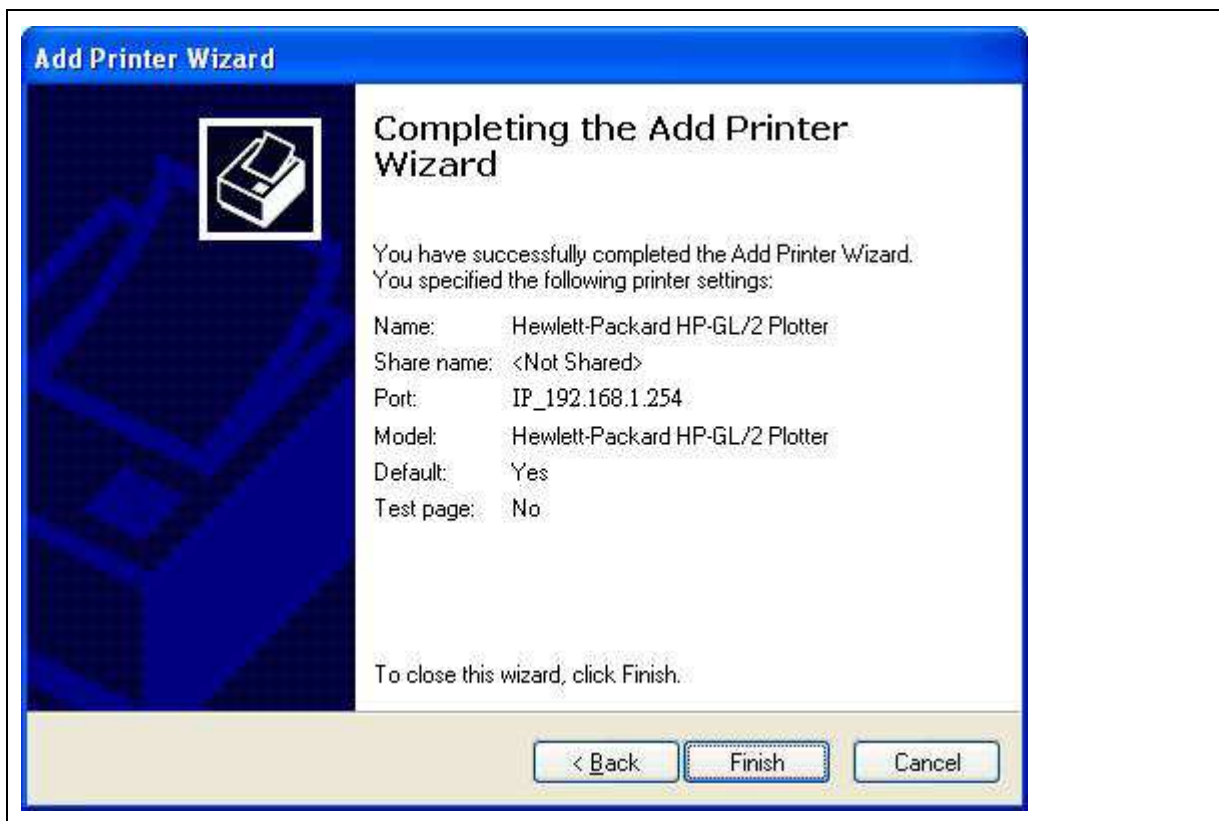 Add Printer Wizard
Completing the Add Printer
Wizard
You have successfully completed the Add Printer Wizard.
You specified the following printer settings:
Name: Hewlett-Packard HP-GL/2 Plotter
Share name: <Not Shared>
Port: IP_192.168.1.254
Model: Hewlett-Packard HP-GL/2 Plotter
Default: Yes
Test page: No
To close this wizard, click Finish.
< Back Finish Cancel